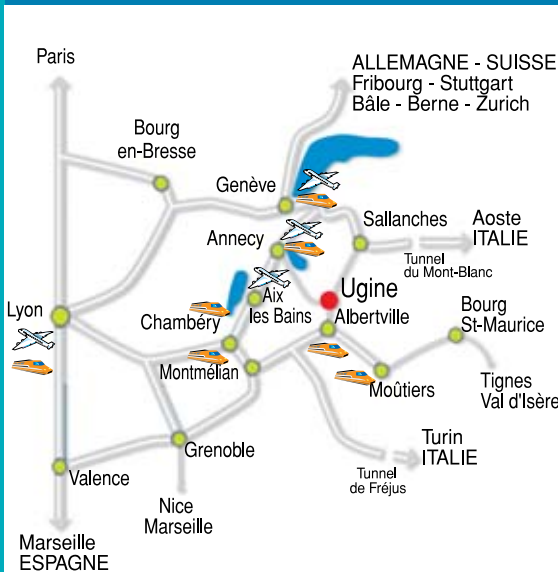 Paris
ALLEMAGNE - SUISSE
Fribourg - Stuttgart
Bâle - Berne - Zurich
Bourg
en-Bresse
Genève
Sallanches
Annecy
Aoste
ITALIE
Tunnel
du Mont-Blanc
Ugine
Aix
les Bains
Lyon
Chambéry
Albertville
Bourg
St-Maurice
Montmélian
Moûtiers
Tignes
Val d'Isère
Grenoble
Turin
ITALIE
Tunnel
de Fréjus
Valence
Nice
Marseille
Marseille
ESPAGNE